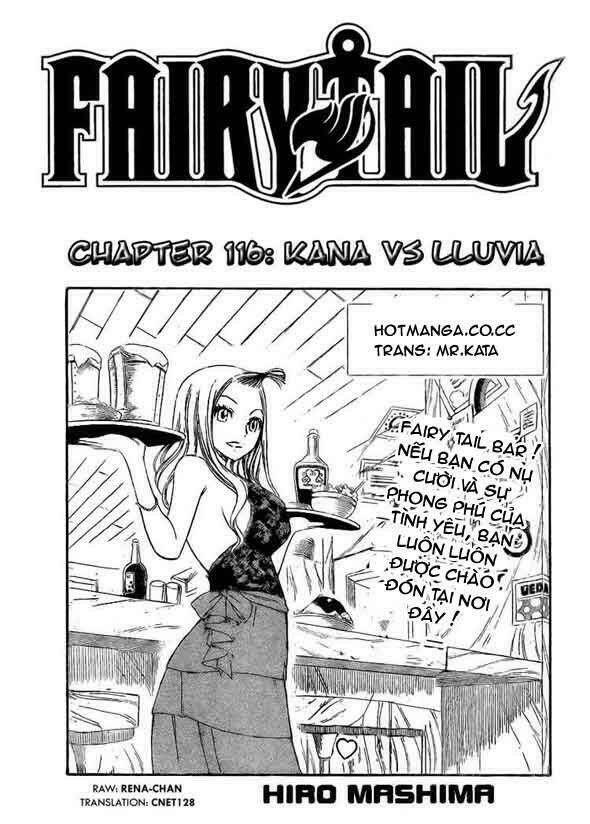 FAIRY TAIL
CHAPTER 116: KANA VS LLUVIA
HOTMANGA.CO.CC
TRANS: MR.KATA
FAIRY TAIL BAR !
NẾU BẠN CÓ NỤ
CƯỜI VÀ SỰ
PHONG PHÚ CỦA
TÌNH YÊU, BẠN
LUÔN LUÔN
ĐƯỢC CHÀO
ĐÓN TẠI NƠI
ĐÂY !
UEDA
RAW: RENA-CHAN
TRANSLATION: CNET128
HIRO MASHIMA